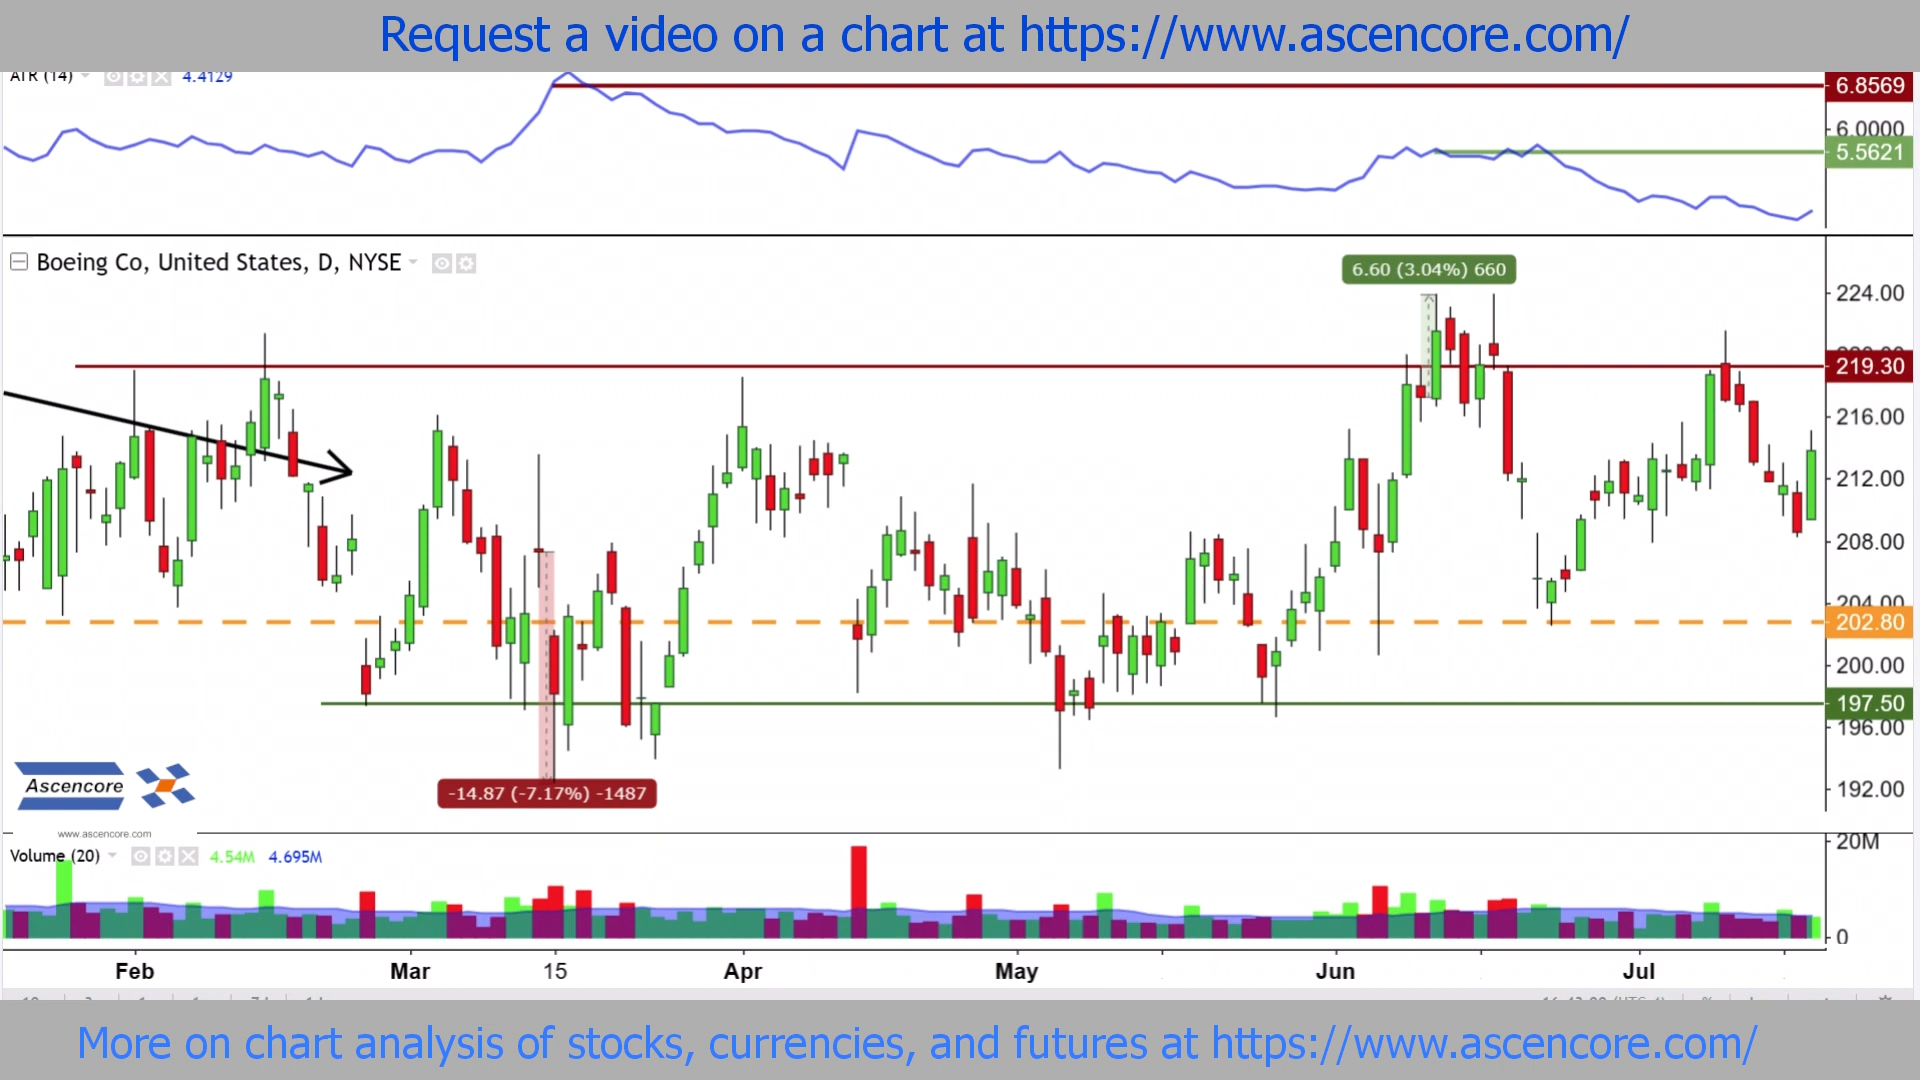 Request a video on a chart at https://www.ascencore.com/
ATR (14) 4.4129
6.8569
6.0000
5.5621
Boeing Co, United States, D, NYSE
6.60 (3.04%) 660
224.00
219.30
216.00
212.00
208.00
204.00
202.80
200.00
197.50
196.00
192.00
-14.87 (-7.17%) -1487
Ascencore
www.ascencore.com
Volume (20) 4.54M 4.695M
20M
0
Feb Mar 15 Apr May Jun Jul
More on chart analysis of stocks, currencies, and futures at https://www.ascencore.com/